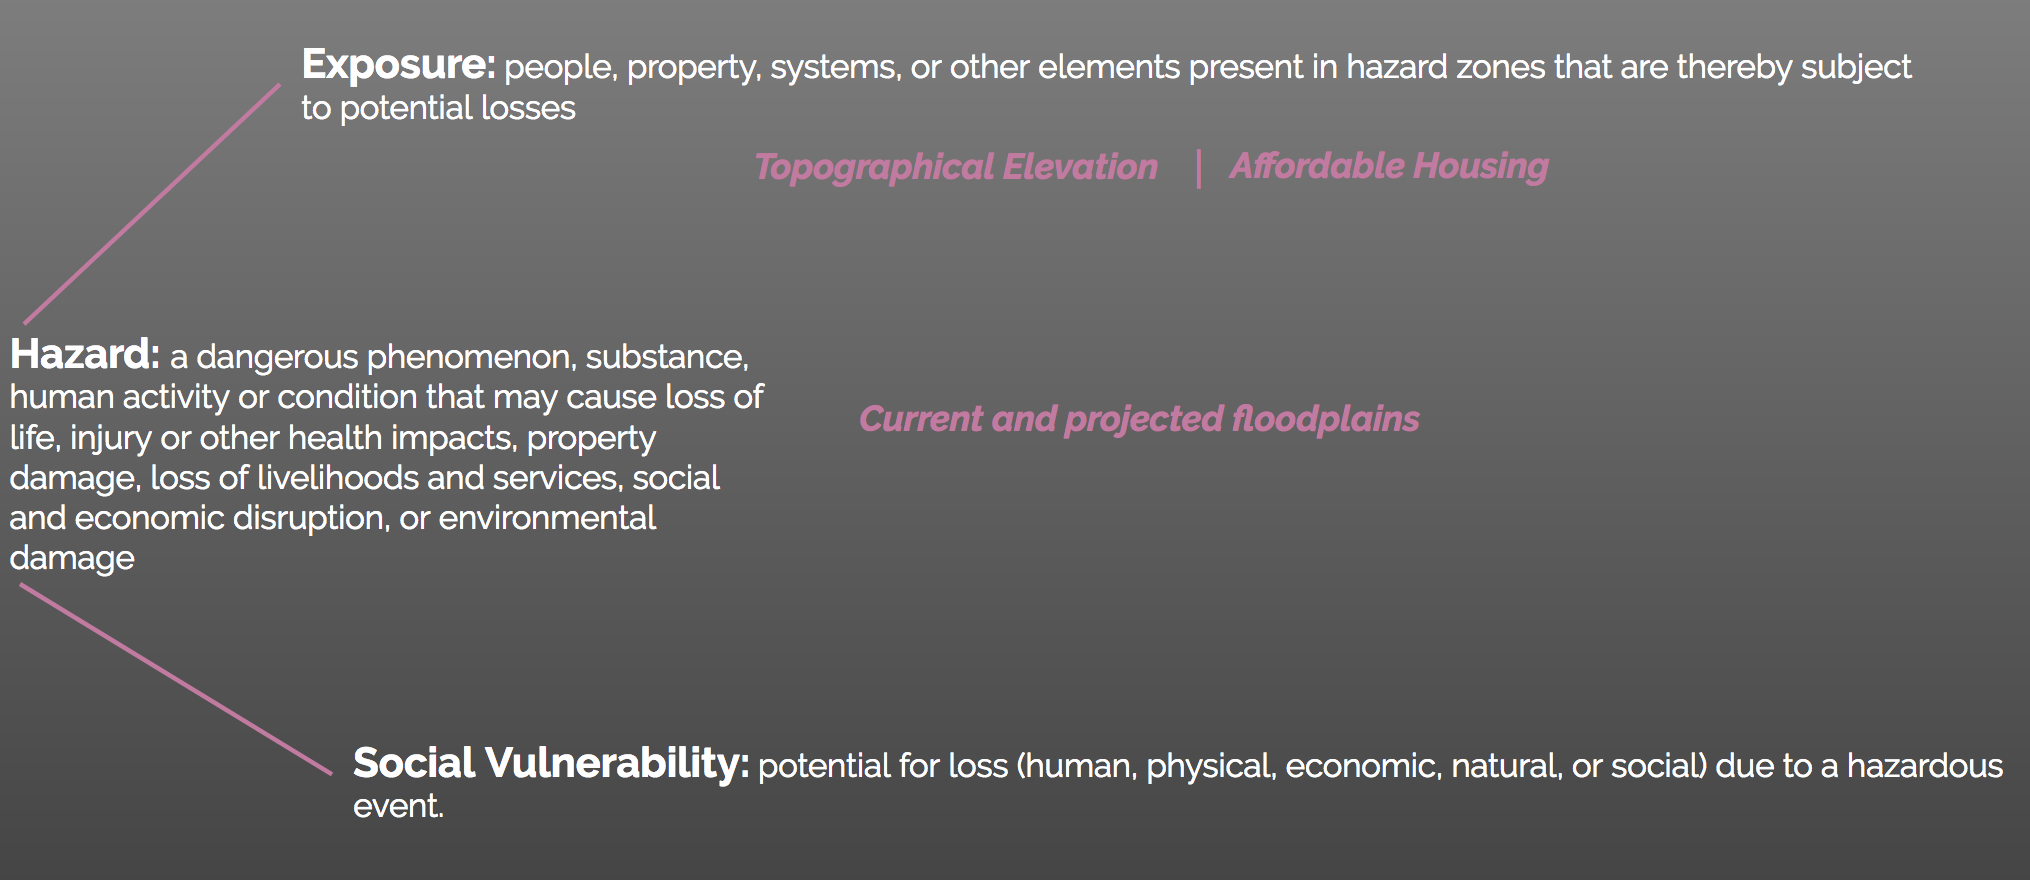 Exposure: people, property, systems, or other elements present in hazard zones that are thereby subject
to potential losses
Topographical Elevation | Affordable Housing
Hazard: a dangerous phenomenon, substance,
human activity or condition that may cause loss of
life, injury or other health impacts, property
damage, loss of livelihoods and services, social
and economic disruption, or environmental
damage
Current and projected floodplains
Social Vulnerability: potential for loss (human, physical, economic, natural, or social) due to a hazardous
event.